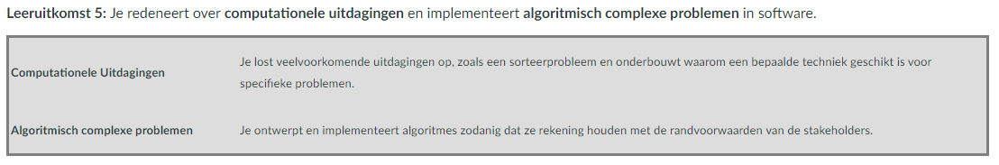 Leeruitkomst 5: Je redeneert over computationele uitdagingen en implementeert algoritmisch complexe problemen in software.
Computationele Uitdagingen
Je lost veelvoorkomende uitdagingen op, zoals een sorteerprobleem en onderbouwt waarom een bepaalde techniek geschikt is voor
specifieke problemen.
Algoritmisch complexe problemen
Je ontwerpt en implementeert algoritmes zodanig dat ze rekening houden met de randvoorwaarden van de stakeholders.